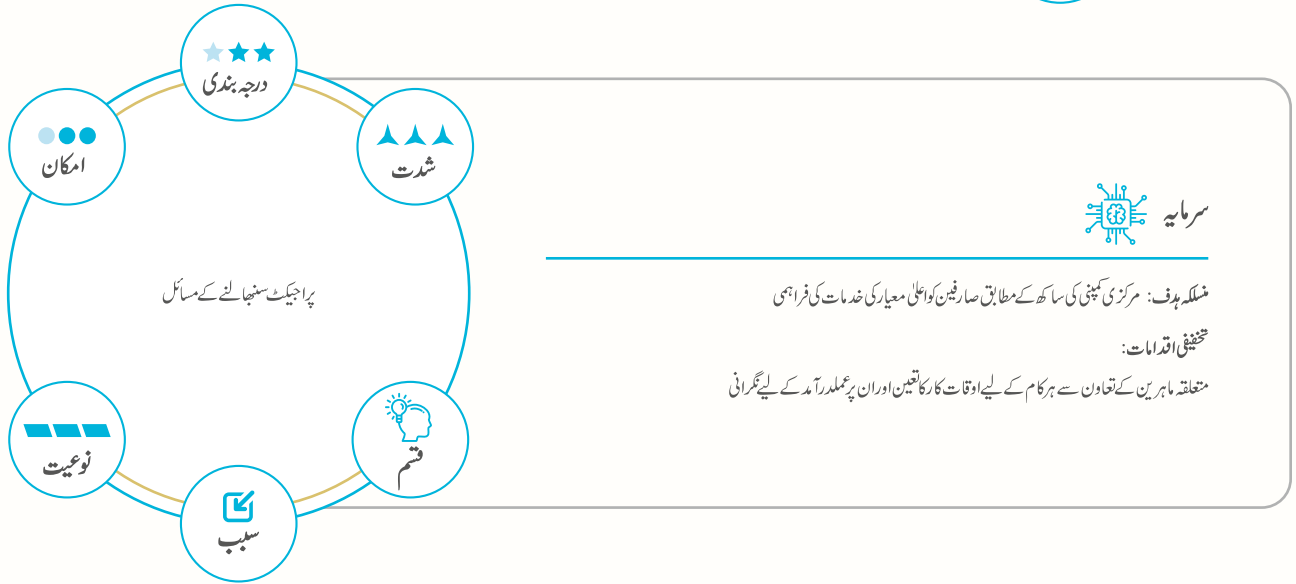 درجہ بندی
شدت
امکان
سرمایہ
پراجیکٹ سنبھالنے کے مسائل
منسلکہ ہدف: مرکزی کمپنی کی ساکھ کے مطابق صارفین کو اعلیٰ معیار کی خدمات کی فراہمی
تخفیفی اقدامات:
متعلقہ ماہرین کے تعاون سے ہر کام کے لیے اوقات کار کا تعین اور ان پر عملدرآمد کے لیے نگرانی
قسم
نوعیت
سبب